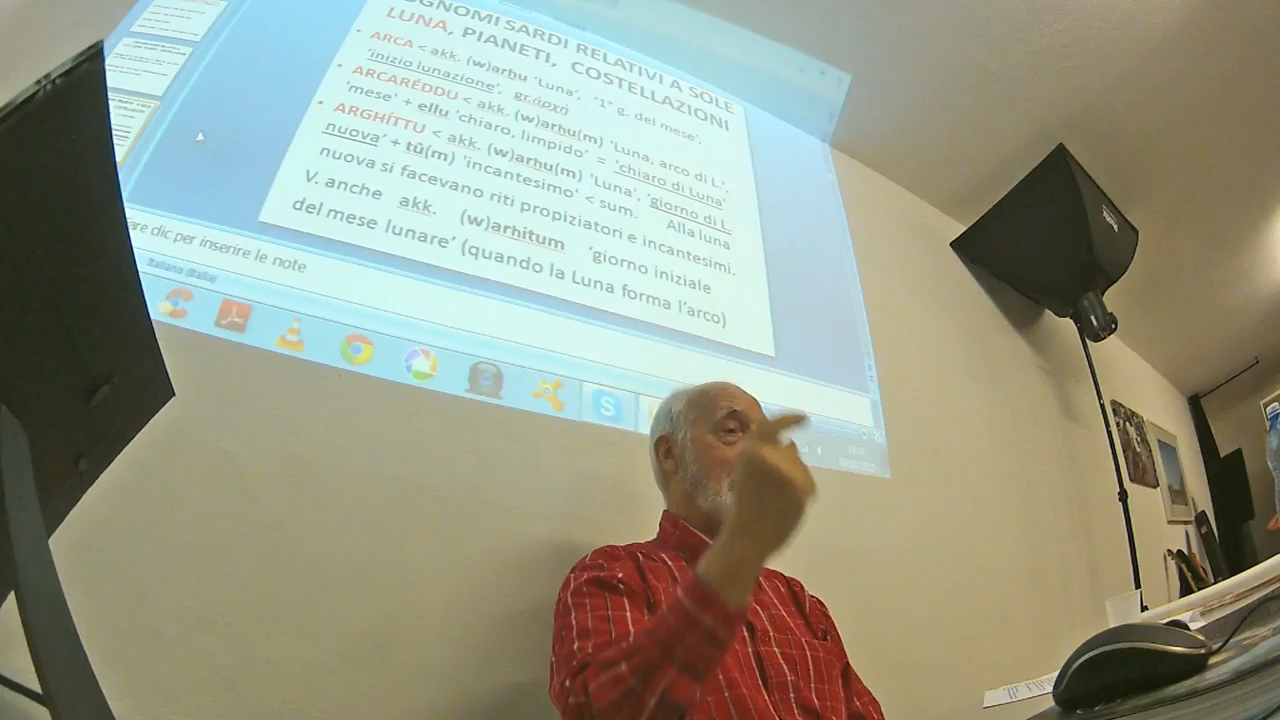 OGNOMI SARDI RELATIVI A SOLE
LUNA, PIANETI, COSTELLAZIONI
• ARCA < akk. (w)arhu 'Luna', '1° g. del mese',
'inizio lunazione', gr.
• ARCARÉDDU < akk. (w)arhu(m) 'Luna, arco di L.',
'mese' + ellu 'chiaro, limpido' = 'chiaro di Luna'
• ARGHÍTTU < akk. (w)arhu(m) 'Luna', 'giorno di L.
nuova' + tû(m) 'incantesimo' < sum. Alla luna
nuova si facevano riti propiziatori e incantesimi.
V. anche akk. (w)arhitum 'giorno iniziale
del mese lunare' (quando la Luna forma l'arco)
are clic per inserire le note
Italiano (Italia)
S